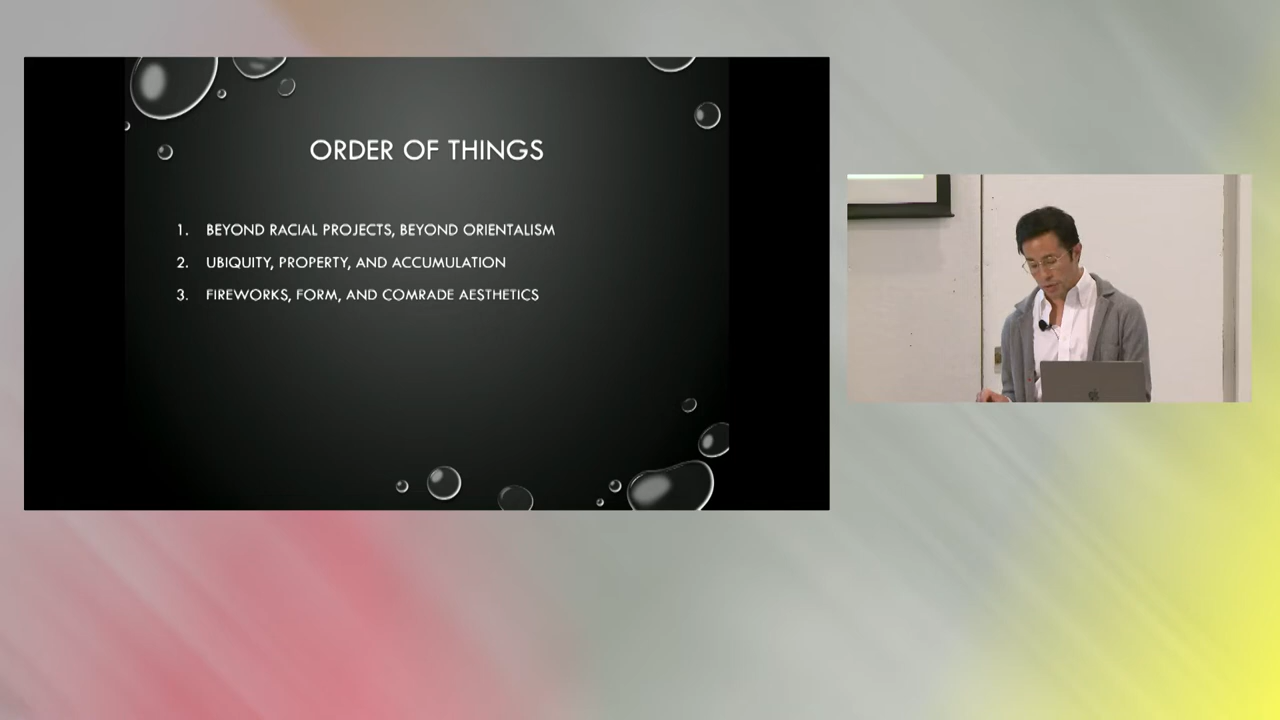 ORDER OF THINGS
1. BEYOND RACIAL PROJECTS, BEYOND ORIENTALISM
2. UBIQUITY, PROPERTY, AND ACCUMULATION
3. FIREWORKS, FORM, AND COMRADE AESTHETICS